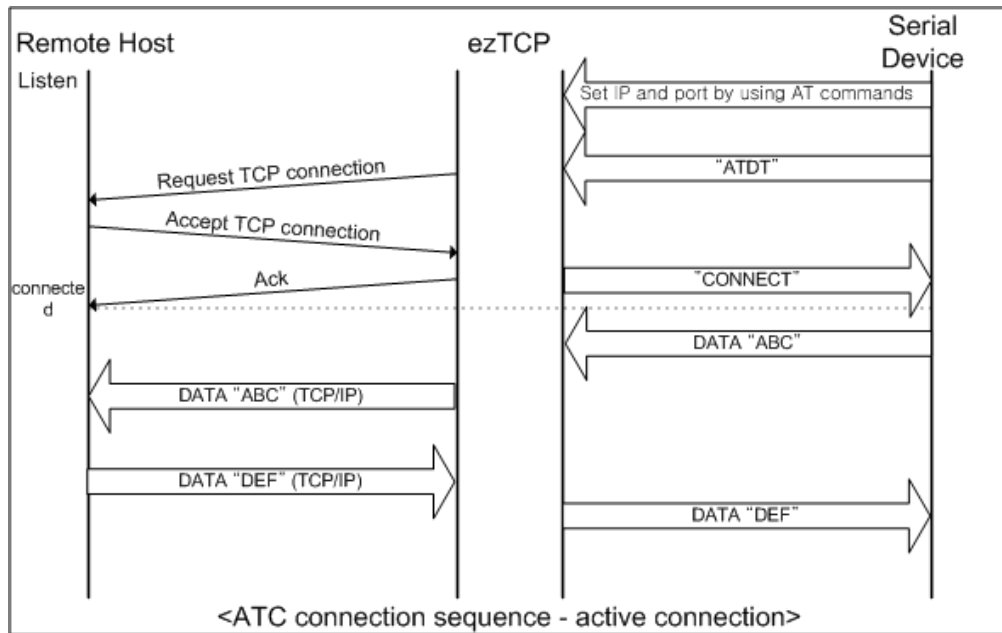 Remote Host
ezTCP
Serial
Device
Listen
Set IP and port by using AT commands
"ATDT"
Request TCP connection
Accept TCP connection
Ack
"CONNECT"
connecte
d
DATA "ABC"
DATA "ABC" (TCP/IP)
DATA "DEF" (TCP/IP)
DATA "DEF"
<ATC connection sequence - active connection>